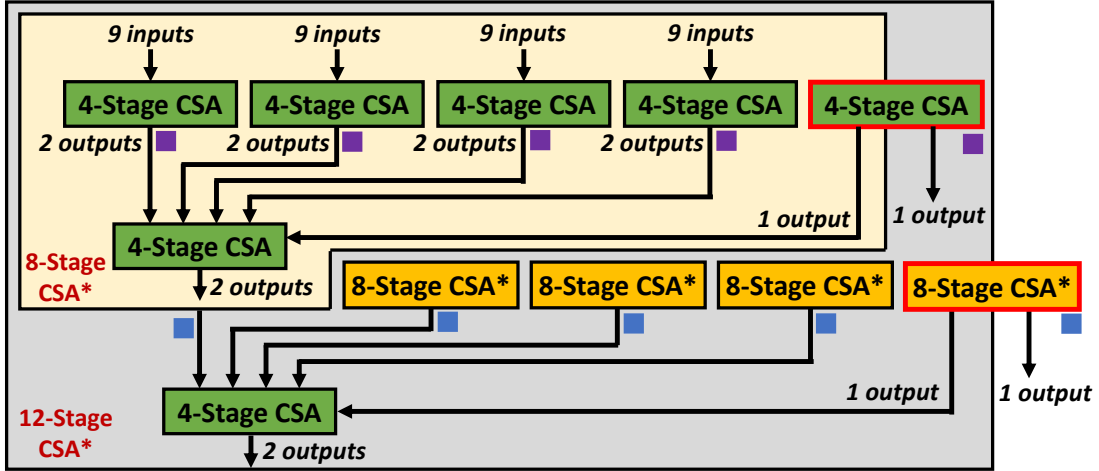 9 inputs
9 inputs
9 inputs
9 inputs
4-Stage CSA
4-Stage CSA
4-Stage CSA
4-Stage CSA
4-Stage CSA
2 outputs
2 outputs
2 outputs
2 outputs
1 output
1 output
4-Stage CSA
8-Stage
CSA*
2 outputs
8-Stage CSA*
8-Stage CSA*
8-Stage CSA*
8-Stage CSA*
1 output
1 output
4-Stage CSA
12-Stage
CSA*
2 outputs